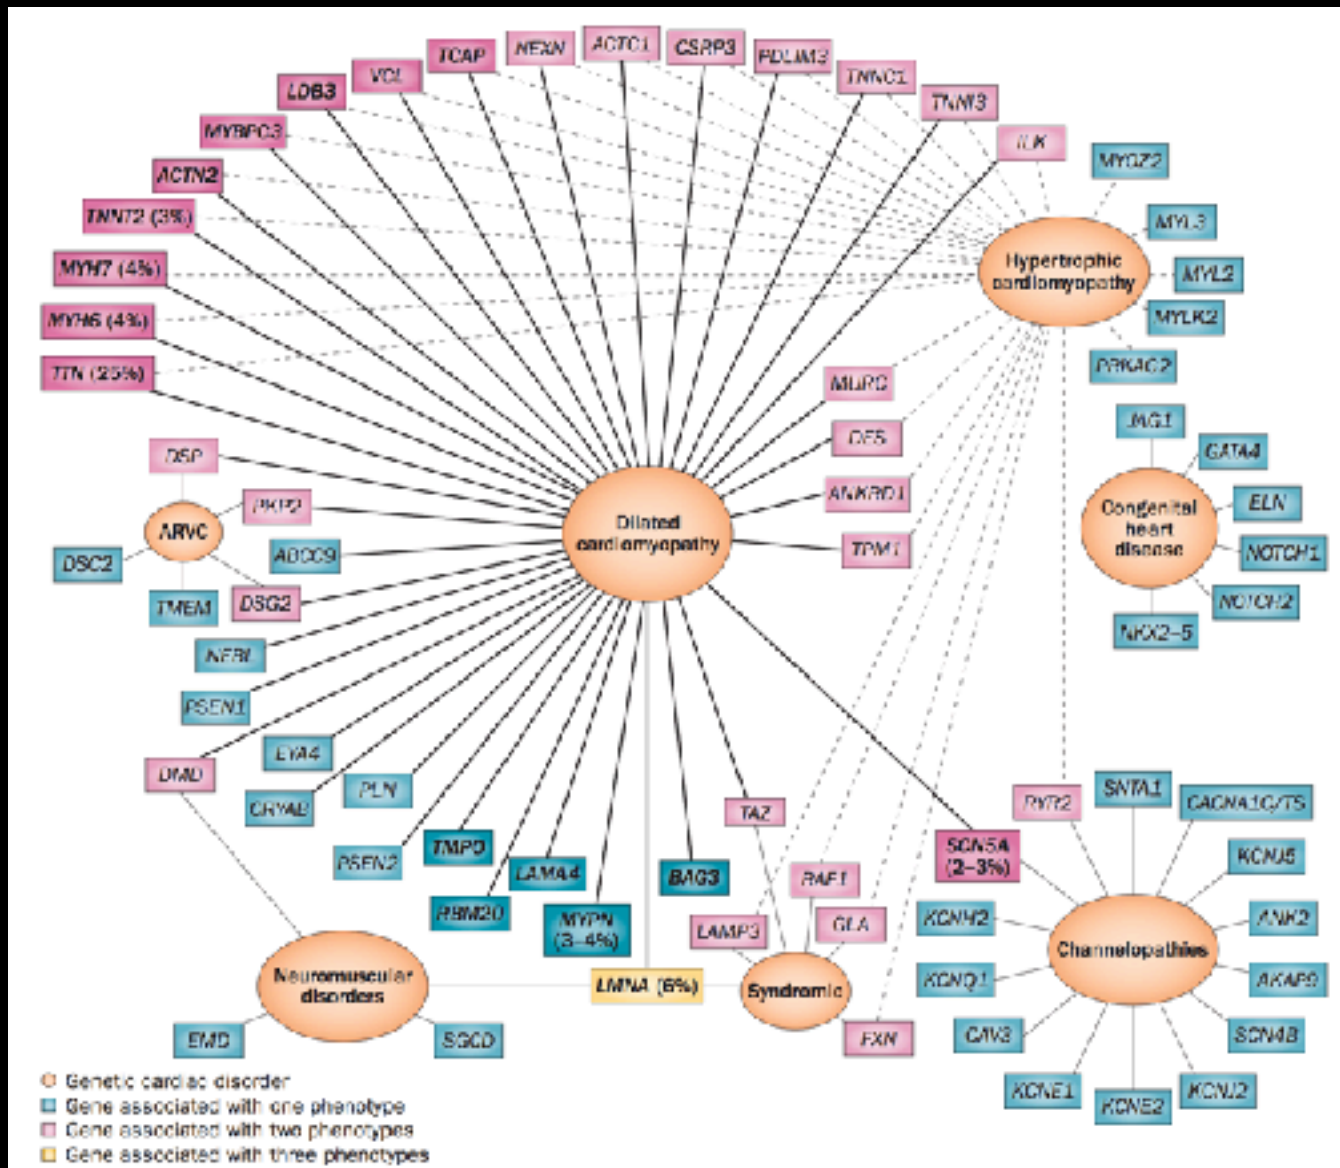 TCAP
NEXN
ACTC1
CSRP3
PDLIM3
VCL
TNNC1
LDB3
TNNI3
MYBPC3
ILK
MYOZ2
ACTN2
TNNT2 (3%)
MYL3
MYH7 (4%)
Hypertrophic
cardiomyopathy
MYL2
MYH6 (4%)
MYLK2
TTN (25%)
PRKAG2
MURC
JAG1
DES
GATA4
DSP
ANKRD1
ELN
PKP2
ARVC
Dilated
cardiomyopathy
Congenital
heart
disease
ABCC9
TPM1
NOTCH1
DSC2
TMEM
DSG2
NOTCH2
NKX2–5
NEBL
PSEN1
EYA4
DMD
PLN
CRYAB
TAZ
RYR2
SNTA1
CACNA1C/TS
PSEN2
TMPO
LAMA4
BAG3
RAF1
SCN5A
(2–3%)
KCNJ5
RBM20
MYPN
(3–4%)
LAMP3
GLA
KCNH2
ANK2
Channelopathies
Neuromuscular
disorders
LMNA (6%)
Syndromic
KCNQ1
AKAP9
EMD
SGCD
FXN
CAV3
SCN4B
KCNE1
KCNE2
KCNJ2
Genetic cardiac disorder
Gene associated with one phenotype
Gene associated with two phenotypes
Gene associated with three phenotypes